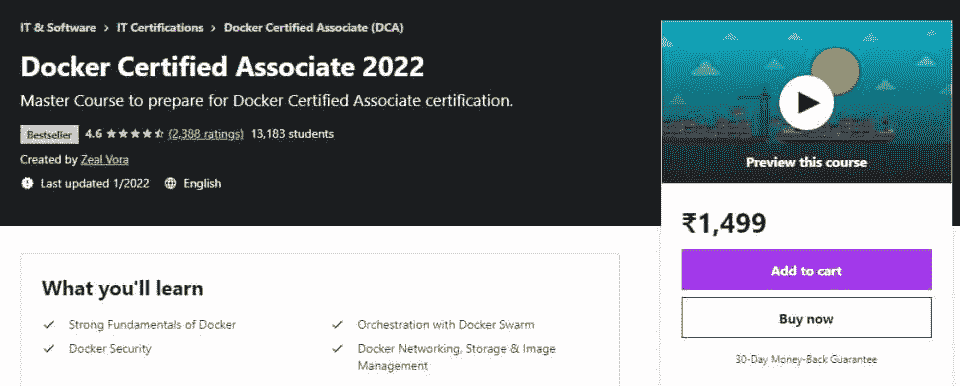 IT & Software > IT Certifications > Docker Certified Associate (DCA)
Docker Certified Associate 2022
Master Course to prepare for Docker Certified Associate certification.
Bestseller 4.6 (2,388 ratings) 13,183 students
Created by Zeal Vora
Last updated 1/2022 English
Preview this course
₹1,499
Add to cart
Buy now
30-Day Money-Back Guarantee
What you'll learn
Strong Fundamentals of Docker
Docker Security
Orchestration with Docker Swarm
Docker Networking, Storage & Image
Management